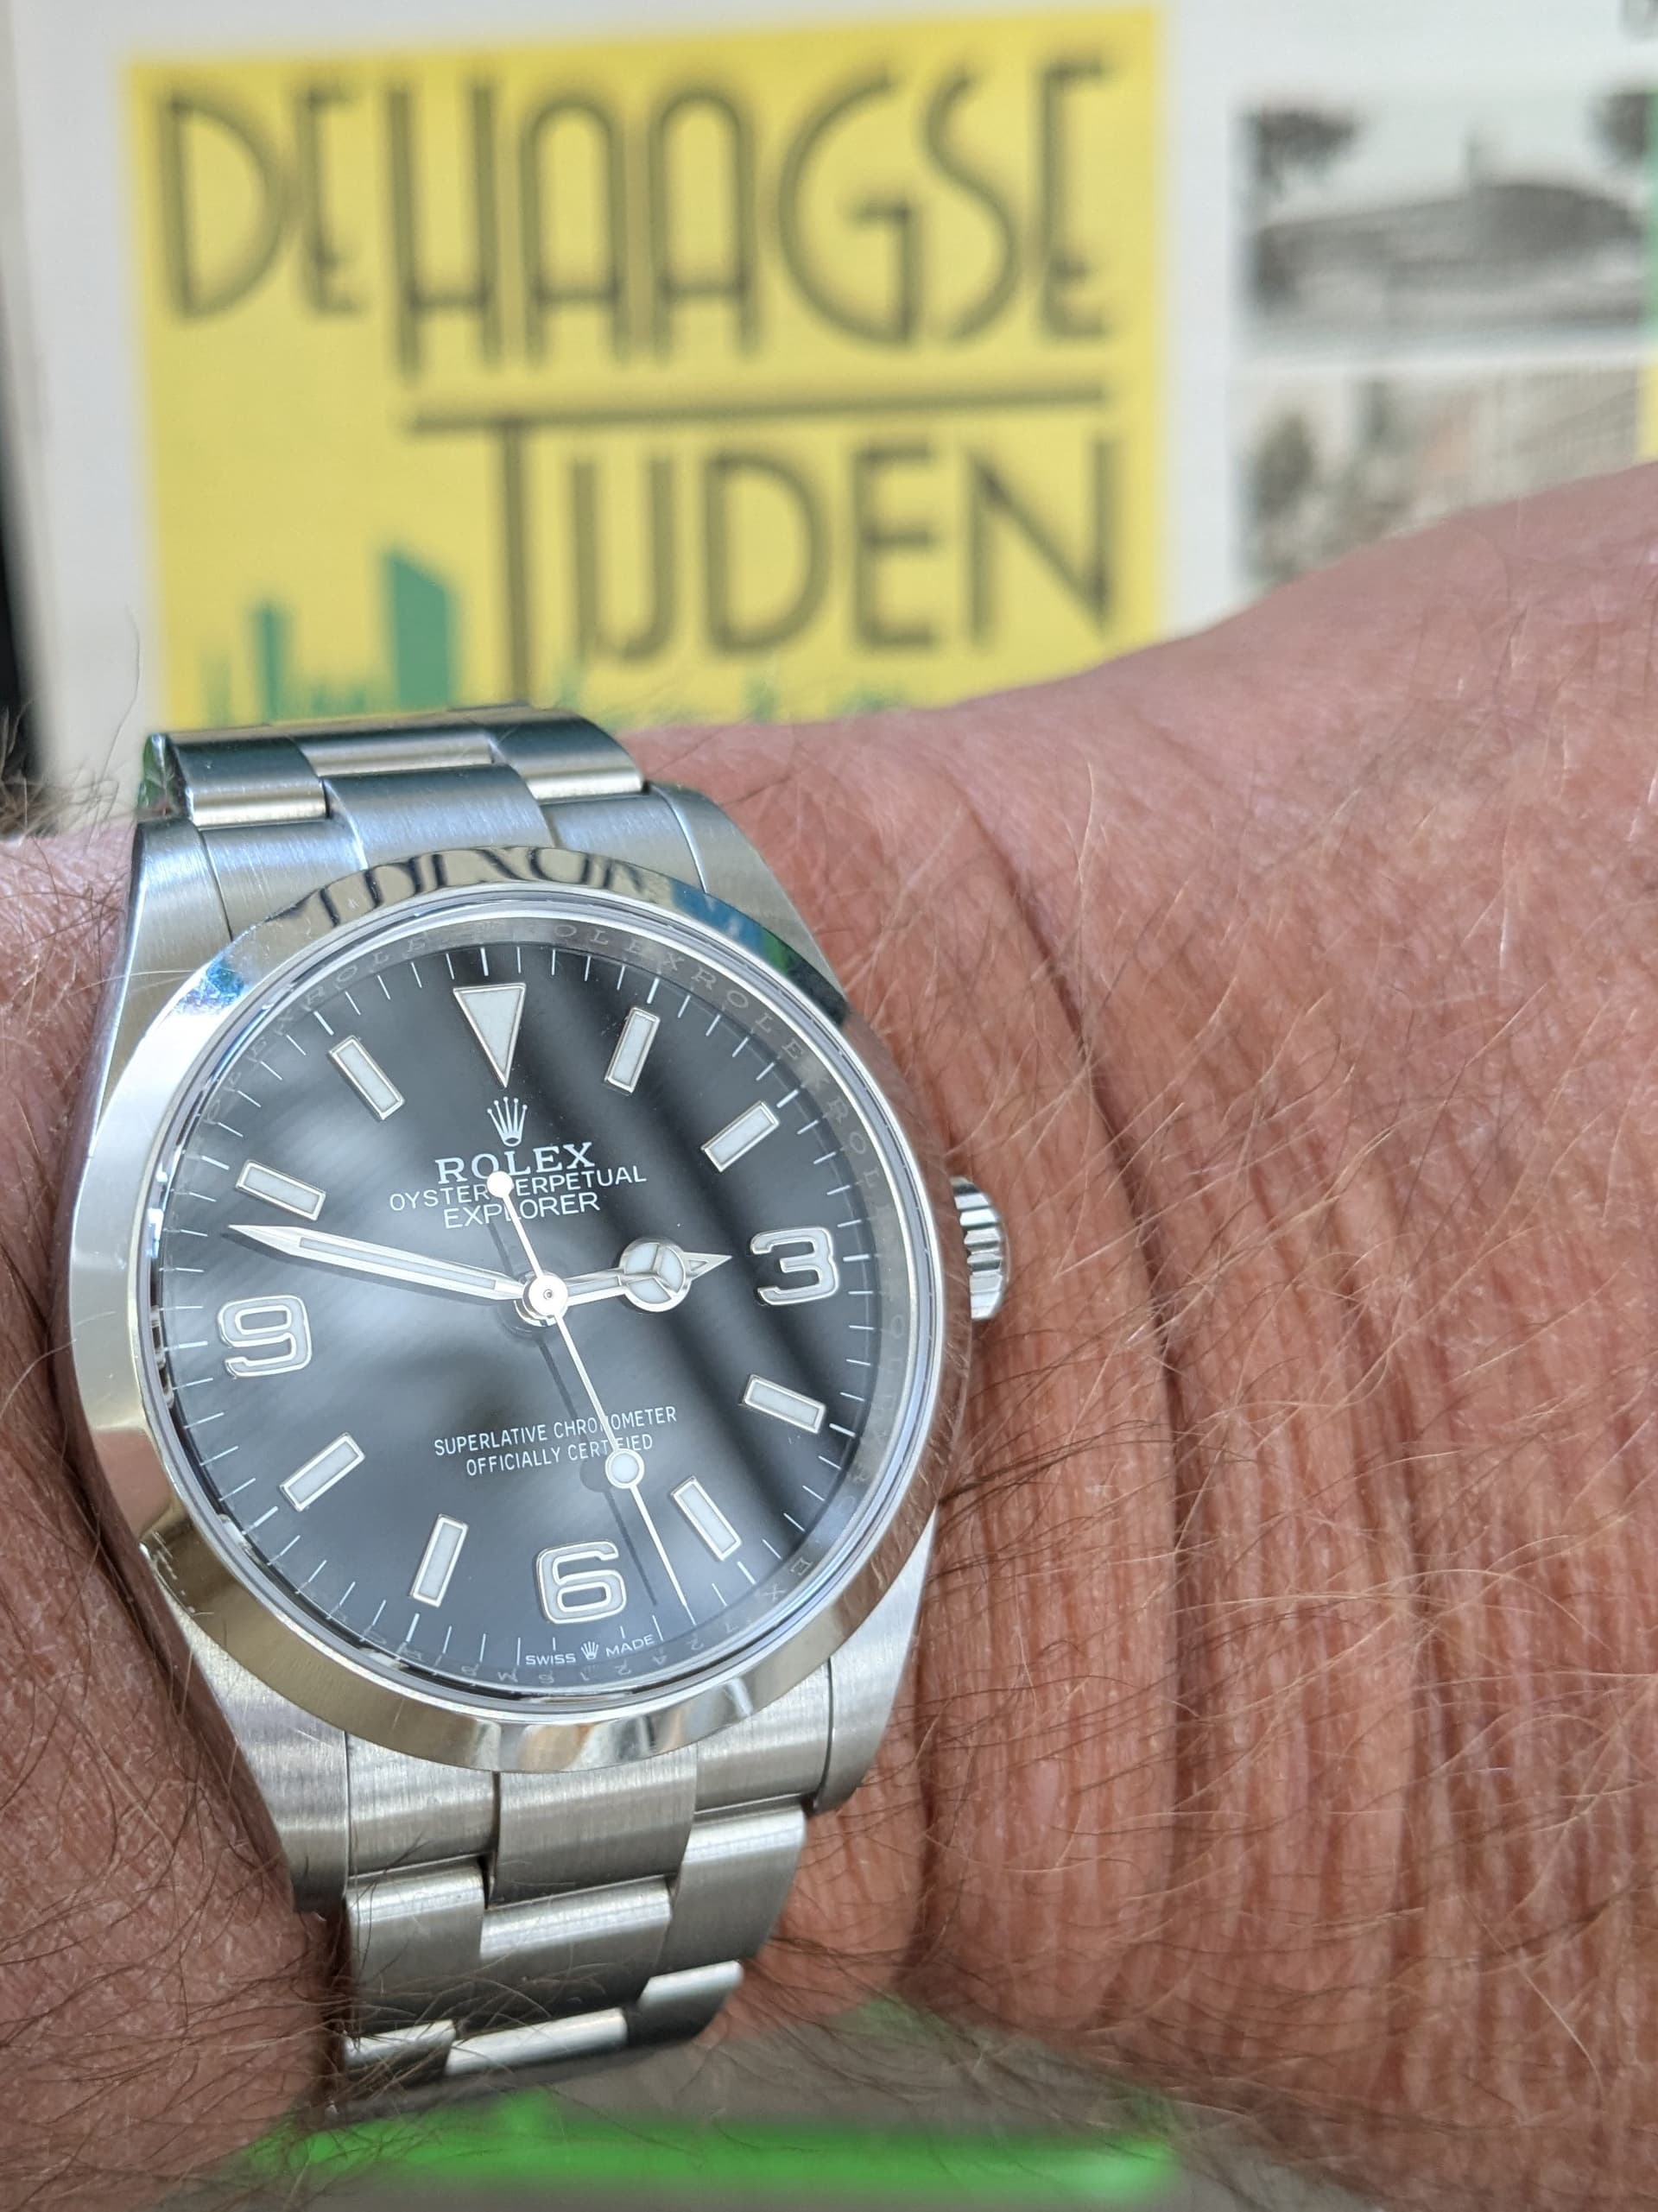 DE HAAGSE
TIJDEN
ROLEX
OYSTER PERPETUAL
EXPLORER
3
9
SUPERLATIVE CHRONOMETER
OFFICIALLY CERTIFIED
6
SWISS MADE